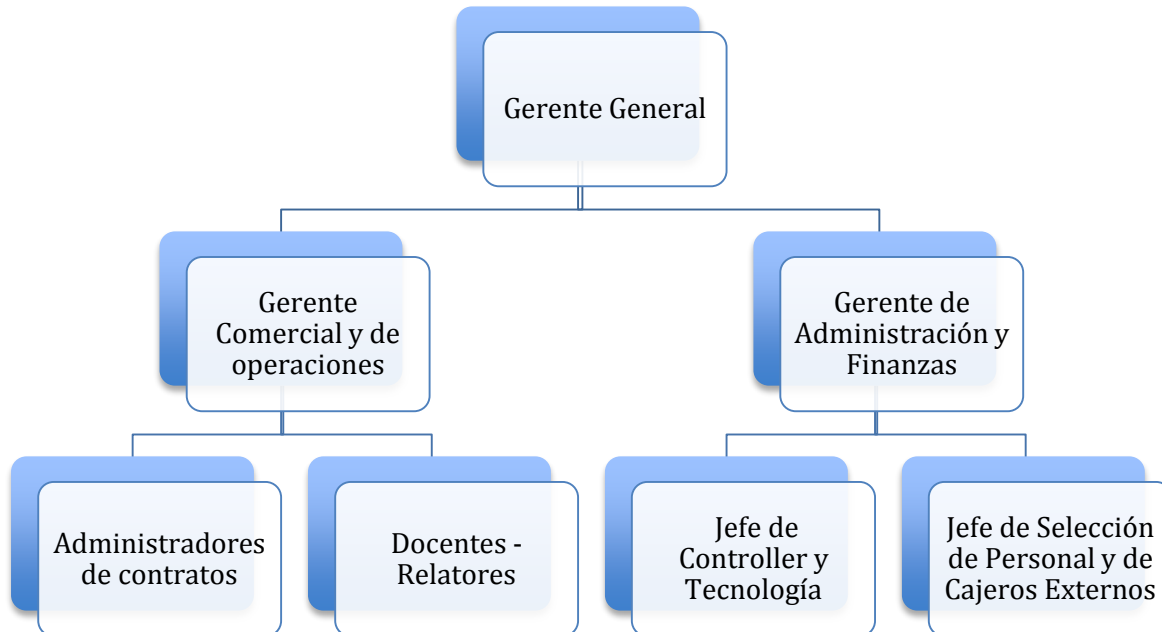 Gerente General
Gerente
Comercial y de
operaciones
Gerente de
Administración y
Finanzas
Administradores
de contratos
Docentes -
Relatores
Jefe de
Controller y
Tecnología
Jefe de Selección
de Personal y de
Cajeros Externos